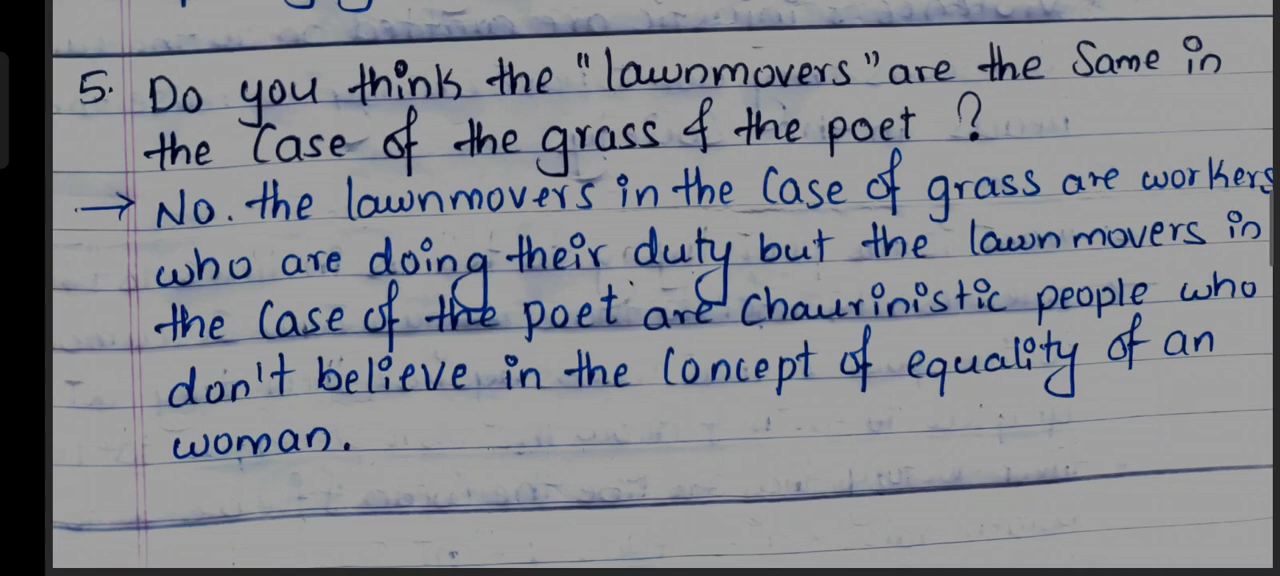 5. Do you think the "lawnmovers" are the Same in
the Case of the grass & the poet ?
→ No. the lawnmovers in the Case of grass are workers
who are doing their duty but the lawn movers in
the Case of the poet are Chaurinistic people who
don't believe in the Concept of equality of an
woman.